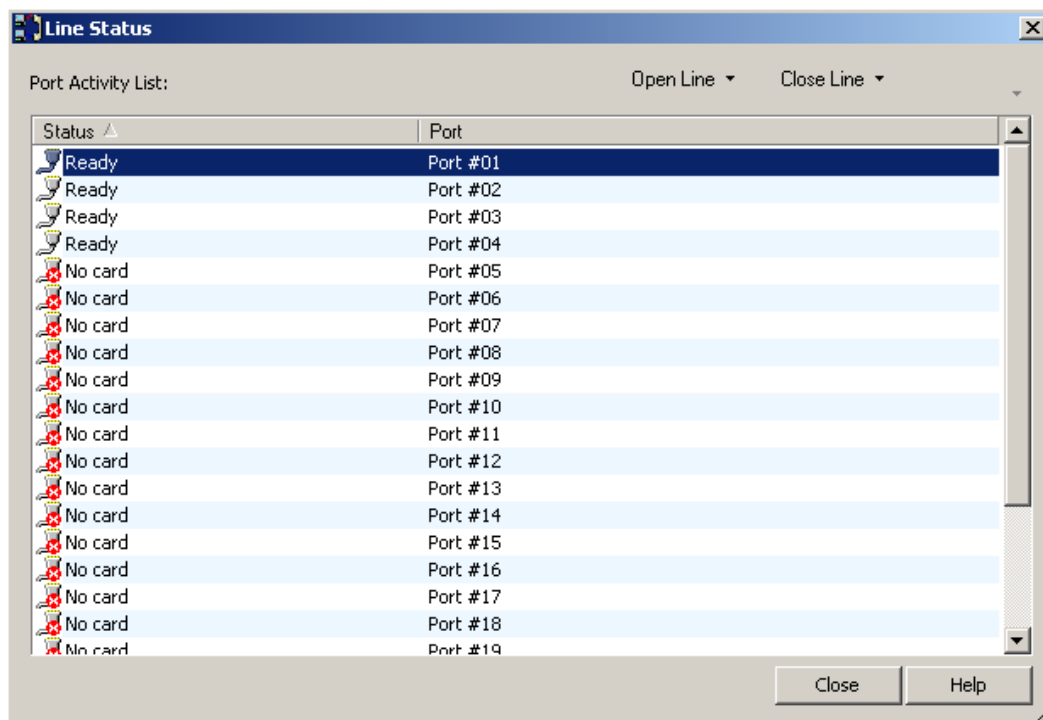 Line Status
Port Activity List: Open Line Close Line
Status Port
Ready Port #01
Ready Port #02
Ready Port #03
Ready Port #04
No card Port #05
No card Port #06
No card Port #07
No card Port #08
No card Port #09
No card Port #10
No card Port #11
No card Port #12
No card Port #13
No card Port #14
No card Port #15
No card Port #16
No card Port #17
No card Port #18
No card Port #19
Close Help